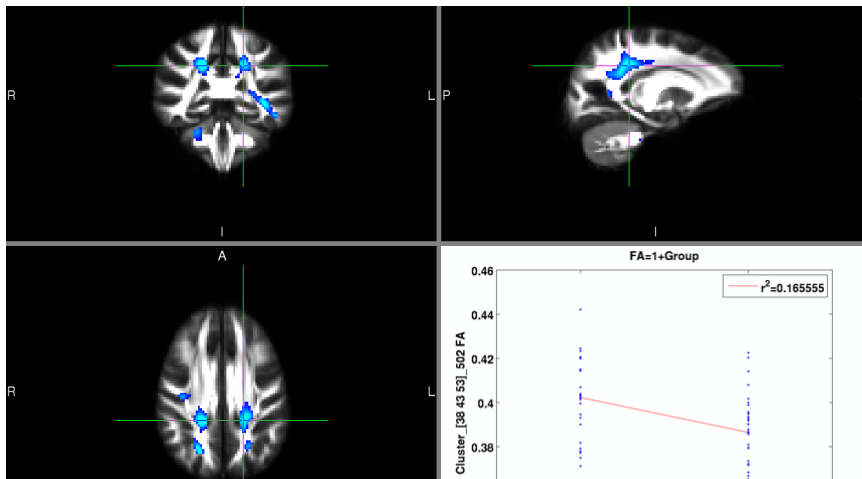 R
L
I
P
I
A
R
L
FA=1+Group
r²=0.165555
0.46
0.44
0.42
0.4
0.38
Cluster_[38 43 53]_502 FA